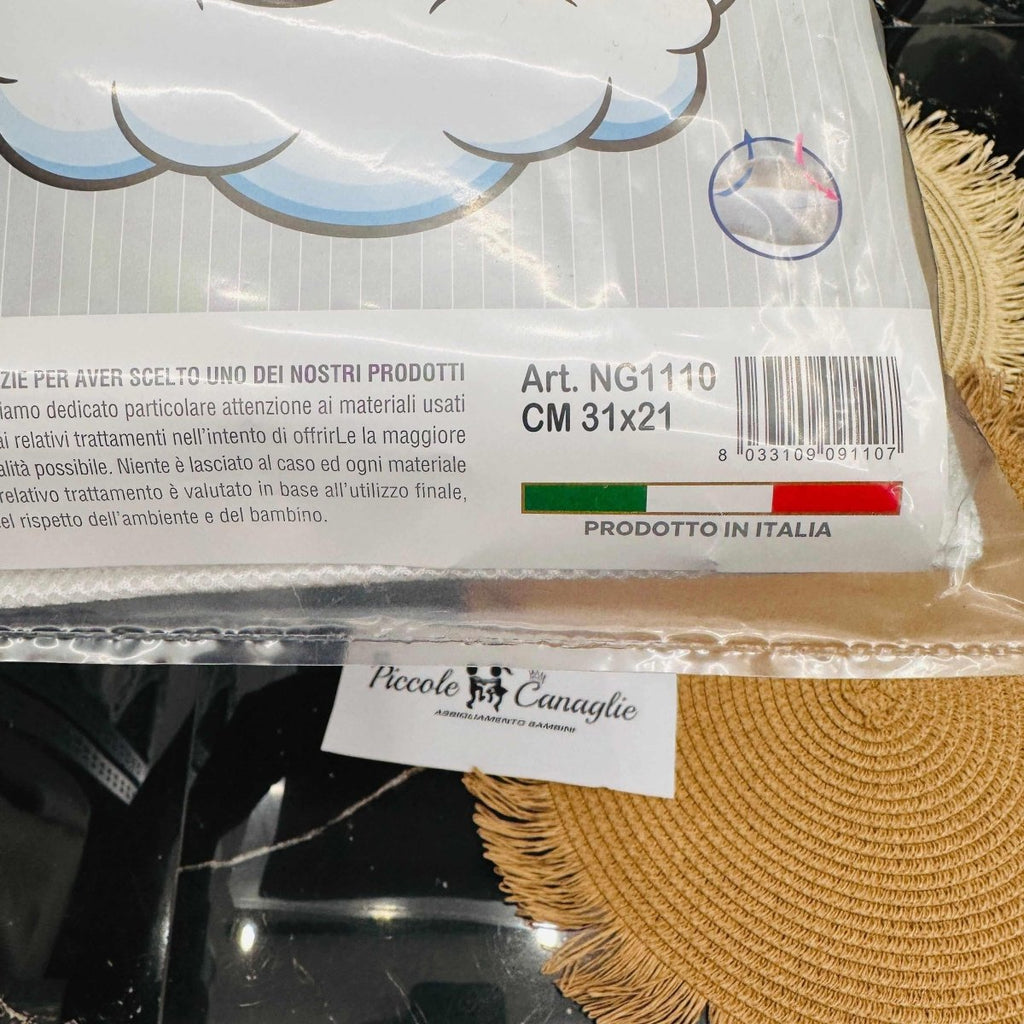 ZIE PER AVER SCELTO UNO DEI NOSTRI PRODOTTI
iamo dedicato particolare attenzione ai materiali usati
ai relativi trattamenti nell'intento di offrirLe la maggiore
alità possibile. Niente è lasciato al caso ed ogni materiale
relativo trattamento è valutato in base all'utilizzo finale,
el rispetto dell'ambiente e del bambino.
Art. NG1110
CM 31x21
8 033109 091107
PRODOTTO IN ITALIA
Piccole Canaglie
ABBIGLIAMENTO BAMBINI